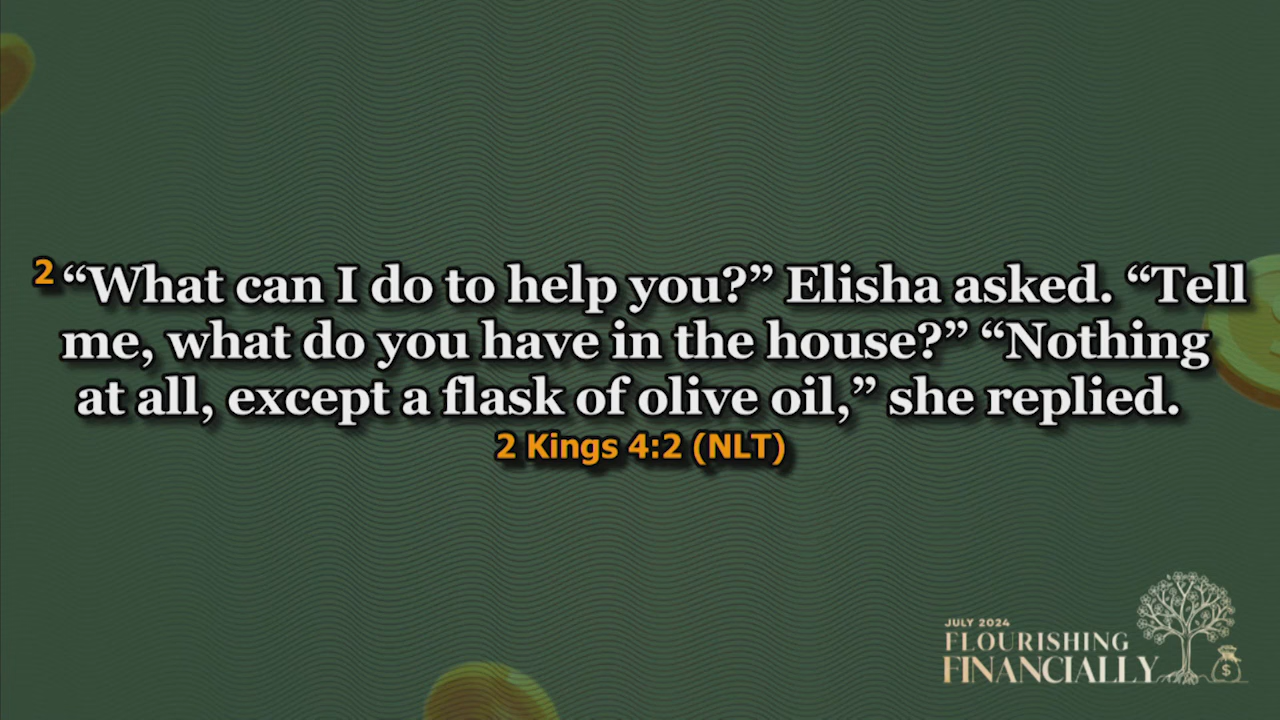 2 “What can I do to help you?” Elisha asked. “Tell
me, what do you have in the house?” “Nothing
at all, except a flask of olive oil,” she replied.
2 Kings 4:2 (NLT)
JULY 2024
FLOURISHING
FINANCIALLY
$